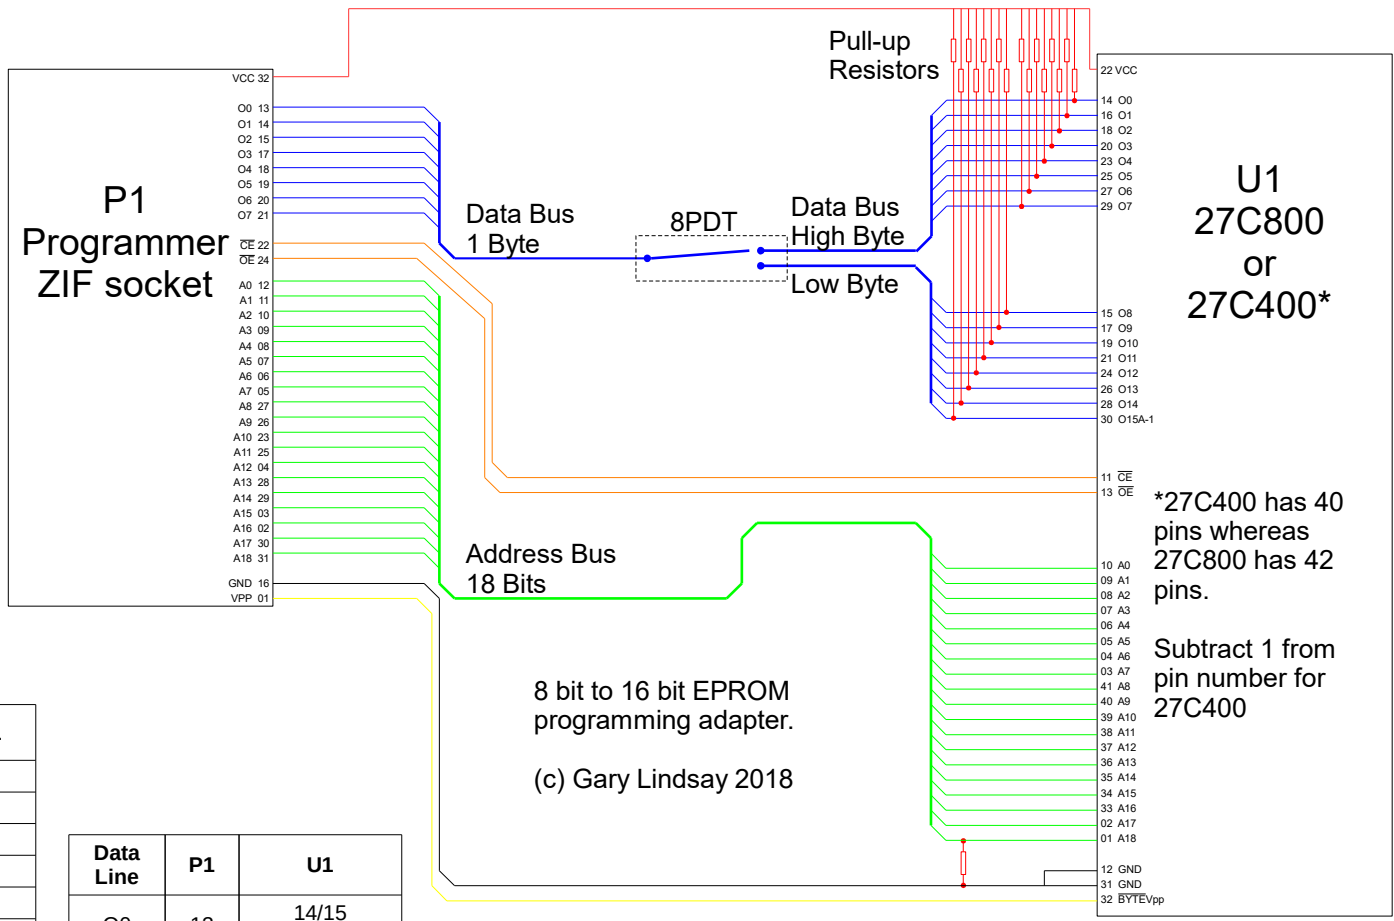 Pull-up
Resistors
P1
Programmer
ZIF socket
VCC 32
O0 13
O1 14
O2 15
O3 17
O4 18
O5 19
O6 20
O7 21
CE 22
OE 24
A0 12
A1 11
A2 10
A3 09
A4 08
A5 07
A6 06
A7 05
A8 27
A9 26
A10 23
A11 25
A12 04
A13 28
A14 29
A15 03
A16 02
A17 30
A18 31
GND 16
VPP 01
Data Bus
1 Byte
8PDT
Data Bus
High Byte
Low Byte
Address Bus
18 Bits
8 bit to 16 bit EPROM
programming adapter.
(c) Gary Lindsay 2018
22 VCC
14 O0
16 O1
18 O2
20 O3
23 O4
25 O5
27 O6
29 O7
15 O8
17 O9
19 O10
21 O11
24 O12
26 O13
28 O14
30 O15A-1
11 CE
13 OE
10 A0
09 A1
08 A2
07 A3
06 A4
05 A5
04 A6
03 A7
41 A8
40 A9
39 A10
38 A11
37 A12
36 A13
35 A14
34 A15
33 A16
02 A17
01 A18
12 GND
31 GND
32 BYTEVpp
U1
27C800
or
27C400*
*27C400 has 40
pins whereas
27C800 has 42
pins.
Subtract 1 from
pin number for
27C400
Data
Line
P1
U1
14/15